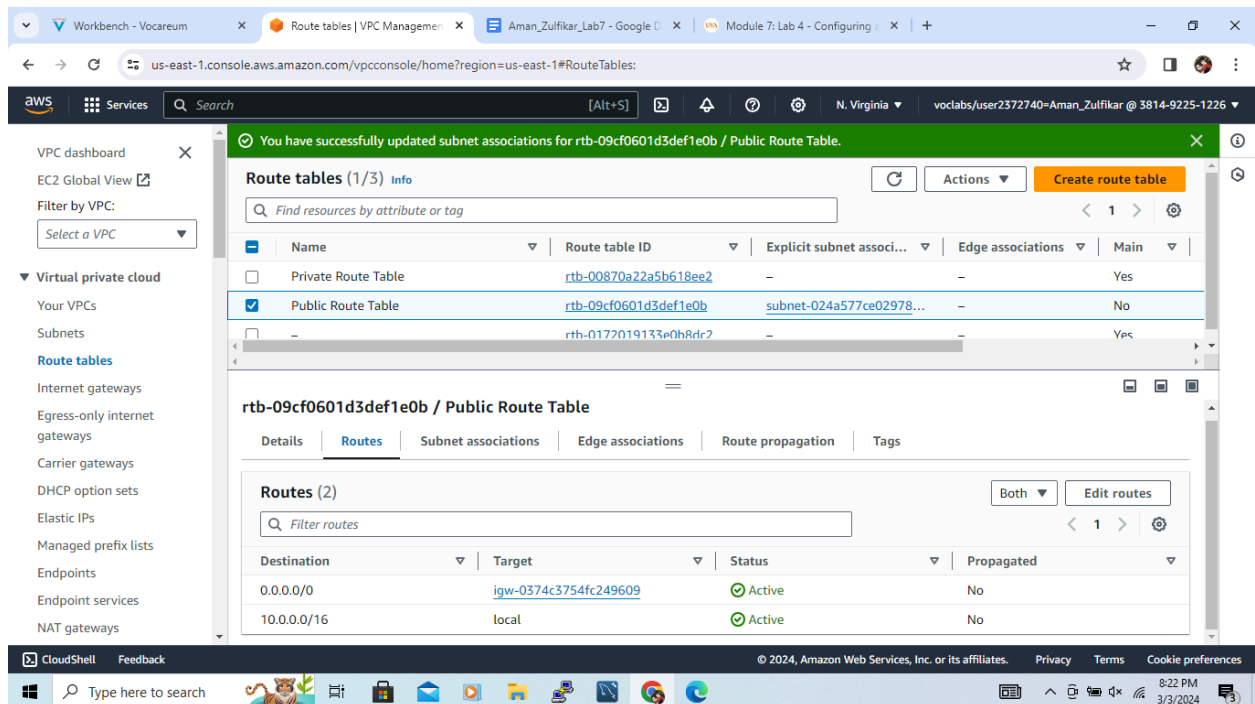 Workbench - Vocareum
Route tables | VPC Managemen
Aman_Zulfikar_Lab7 - Google D
Module 7: Lab 4 - Configuring a
us-east-1.console.aws.amazon.com/vpcconsole/home?region=us-east-1#RouteTables:
aws Services Search [Alt+S] N. Virginia ▼ voclabs/user2372740=Aman_Zulfikar @ 3814-9225-1226 ▼
VPC dashboard
EC2 Global View
Filter by VPC:
Select a VPC
Virtual private cloud
Your VPCs
Subnets
Route tables
Internet gateways
Egress-only internet
gateways
Carrier gateways
DHCP option sets
Elastic IPs
Managed prefix lists
Endpoints
Endpoint services
NAT gateways
You have successfully updated subnet associations for rtb-09cf0601d3def1e0b / Public Route Table.
Route tables (1/3) Info
Actions ▼
Create route table
Find resources by attribute or tag
1
Name Route table ID Explicit subnet associ... Edge associations Main
Private Route Table rtb-00870a22a5b618ee2 – – Yes
Public Route Table rtb-09cf0601d3def1e0b subnet-024a577ce02978... – No
– rtb-0172019133e0b8dc2 – – Yes
rtb-09cf0601d3def1e0b / Public Route Table
Details Routes Subnet associations Edge associations Route propagation Tags
Routes (2)
Both ▼
Edit routes
Filter routes
1
Destination Target Status Propagated
0.0.0.0/0 igw-0374c3754fc249609 Active No
10.0.0.0/16 local Active No
CloudShell Feedback © 2024, Amazon Web Services, Inc. or its affiliates. Privacy Terms Cookie preferences
Type here to search
8:22 PM
3/3/2024
3